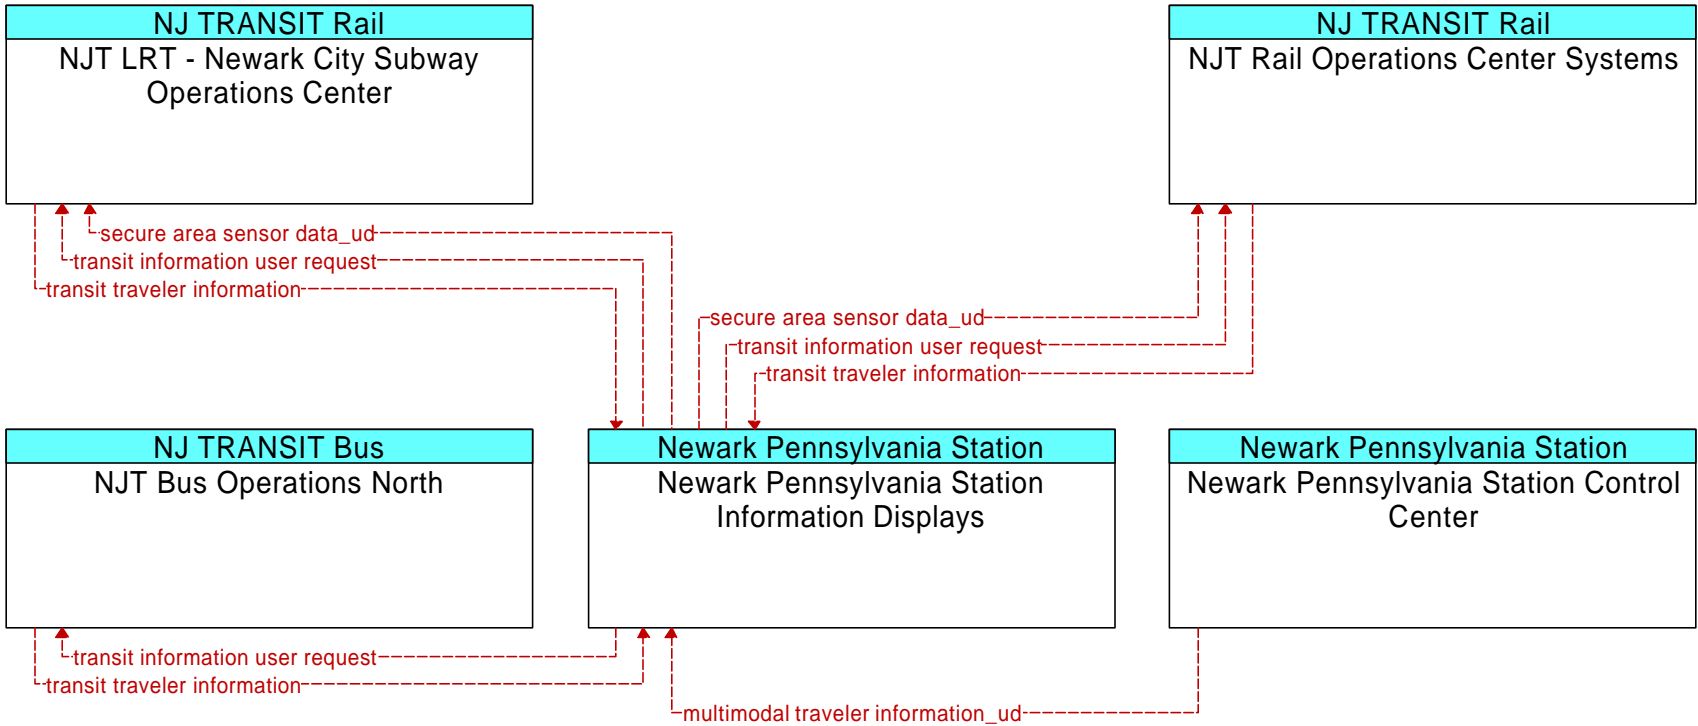 NJ TRANSIT Rail
NJT LRT - Newark City Subway
Operations Center
NJ TRANSIT Rail
NJT Rail Operations Center Systems
secure area sensor data_ud
transit information user request
transit traveler information
secure area sensor data_ud
transit information user request
transit traveler information
NJ TRANSIT Bus
NJT Bus Operations North
Newark Pennsylvania Station
Newark Pennsylvania Station
Information Displays
Newark Pennsylvania Station
Newark Pennsylvania Station Control
Center
transit information user request
transit traveler information
multimodal traveler information_ud